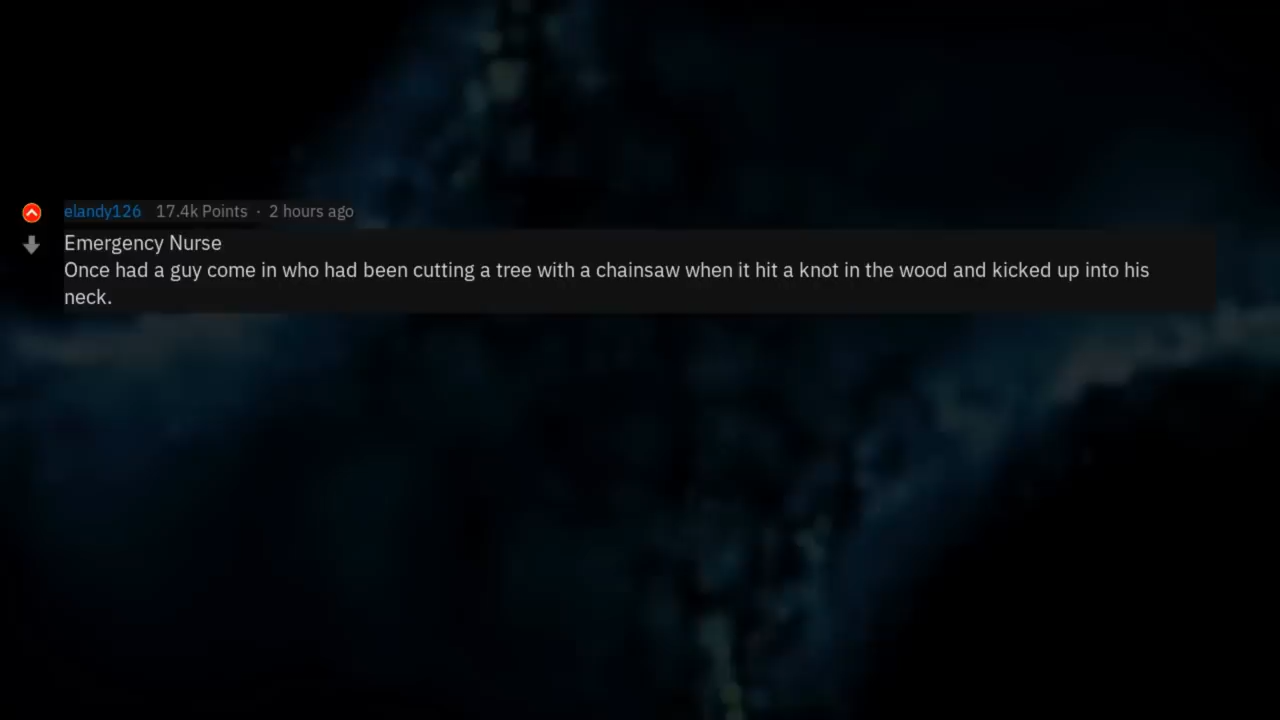 elandy126 17.4k Points · 2 hours ago
Emergency Nurse
Once had a guy come in who had been cutting a tree with a chainsaw when it hit a knot in the wood and kicked up into his
neck.